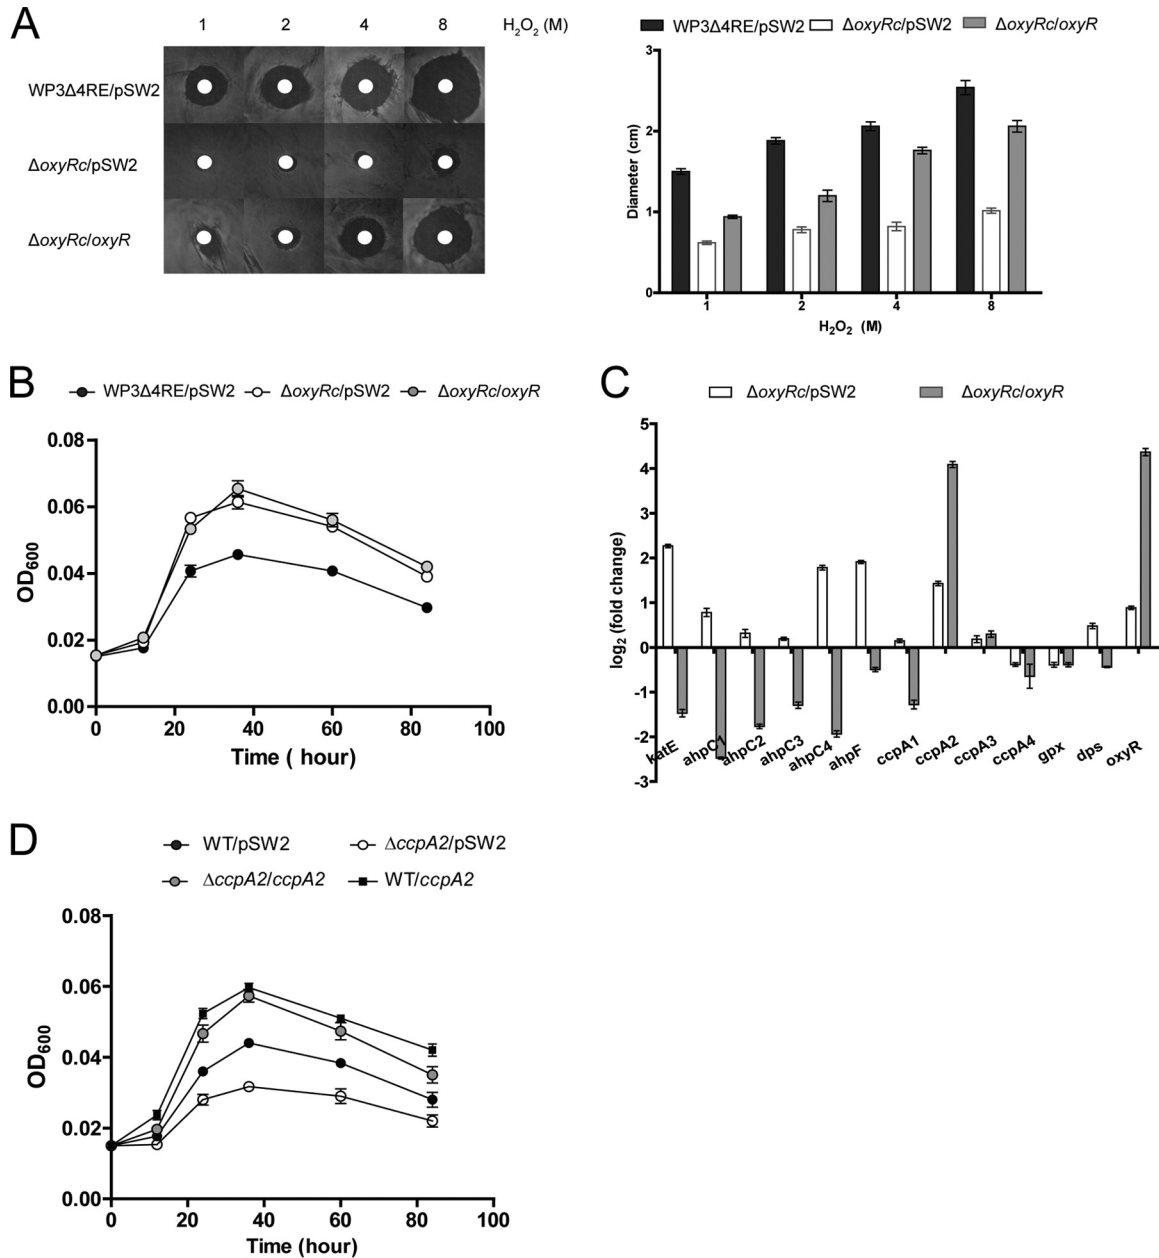 A
1 2 4 8 H₂O₂ (M)
WP3Δ4RE/pSW2
ΔoxyRc/pSW2
ΔoxyRc/oxyR
WP3Δ4RE/pSW2 ΔoxyRc/pSW2 ΔoxyRc/oxyR
3
2
1
0
Diameter (cm)
1 2 4 8
H₂O₂ (M)
B
WP3Δ4RE/pSW2 ΔoxyRc/pSW2 ΔoxyRc/oxyR
0.08
0.06
0.04
0.02
0.00
OD₆₀₀
0 20 40 60 80 100
Time ( hour)
C
ΔoxyRc/pSW2 ΔoxyRc/oxyR
5
4
3
2
1
0
-1
-2
-3
log₂ (fold change)
katE ahpC1 ahpC2 ahpC3 ahpC4 ahpF ccpA1 ccpA2 ccpA3 ccpA4 gpx dps oxyR
D
WT/pSW2 ΔccpA2/pSW2
ΔccpA2/ccpA2 WT/ccpA2
0.08
0.06
0.04
0.02
0.00
OD₆₀₀
0 20 40 60 80 100
Time (hour)